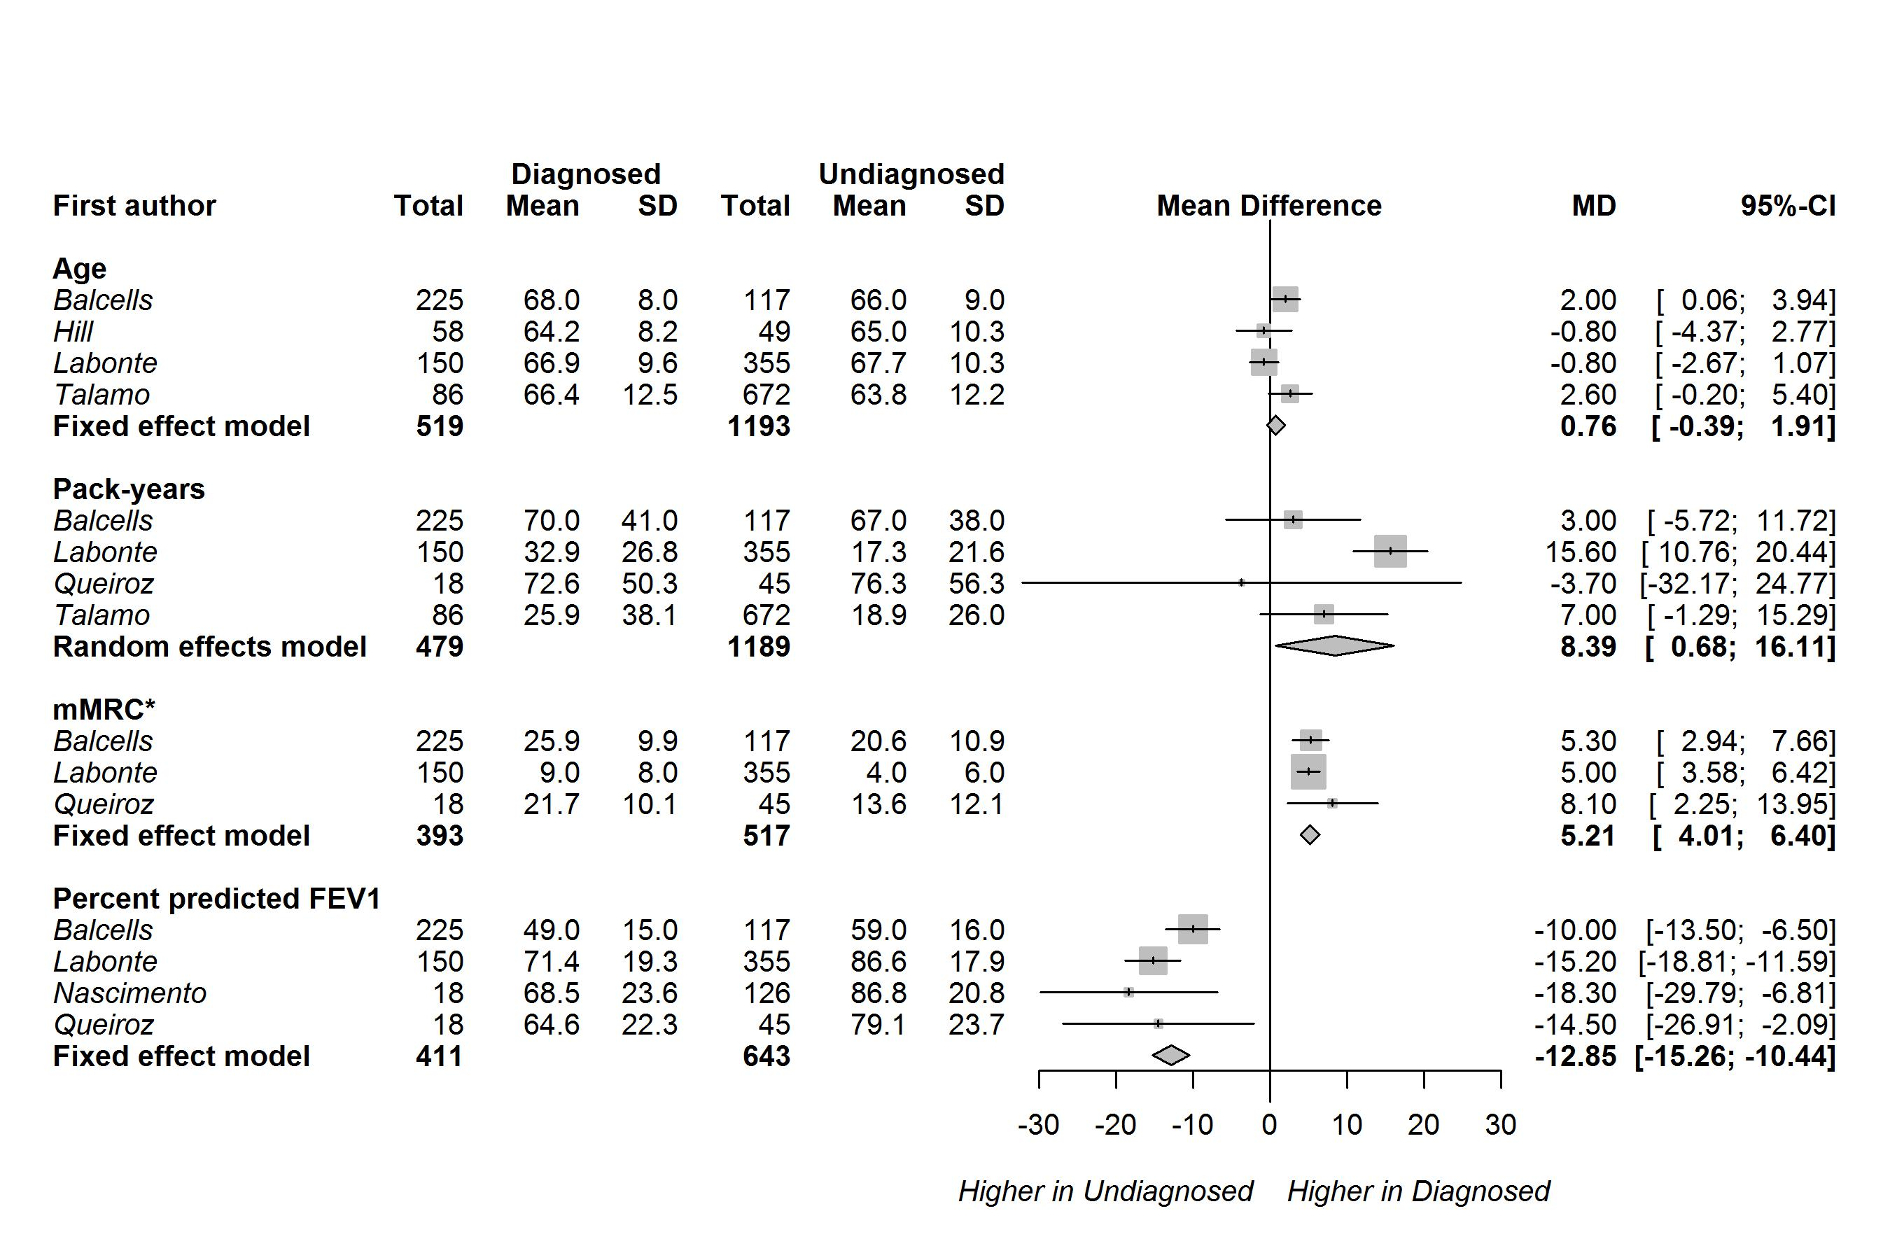 Diagnosed Undiagnosed
First author Total Mean SD Total Mean SD Mean Difference MD 95%-CI
Age
Balcells 225 68.0 8.0 117 66.0 9.0 2.00 [ 0.06; 3.94]
Hill 58 64.2 8.2 49 65.0 10.3 -0.80 [ -4.37; 2.77]
Labonte 150 66.9 9.6 355 67.7 10.3 -0.80 [ -2.67; 1.07]
Talamo 86 66.4 12.5 672 63.8 12.2 2.60 [ -0.20; 5.40]
Fixed effect model 519 1193 0.76 [ -0.39; 1.91]
Pack-years
Balcells 225 70.0 41.0 117 67.0 38.0 3.00 [ -5.72; 11.72]
Labonte 150 32.9 26.8 355 17.3 21.6 15.60 [ 10.76; 20.44]
Queiroz 18 72.6 50.3 45 76.3 56.3 -3.70 [-32.17; 24.77]
Talamo 86 25.9 38.1 672 18.9 26.0 7.00 [ -1.29; 15.29]
Random effects model 479 1189 8.39 [ 0.68; 16.11]
mMRC*
Balcells 225 25.9 9.9 117 20.6 10.9 5.30 [ 2.94; 7.66]
Labonte 150 9.0 8.0 355 4.0 6.0 5.00 [ 3.58; 6.42]
Queiroz 18 21.7 10.1 45 13.6 12.1 8.10 [ 2.25; 13.95]
Fixed effect model 393 517 5.21 [ 4.01; 6.40]
Percent predicted FEV1
Balcells 225 49.0 15.0 117 59.0 16.0 -10.00 [-13.50; -6.50]
Labonte 150 71.4 19.3 355 86.6 17.9 -15.20 [-18.81; -11.59]
Nascimento 18 68.5 23.6 126 86.8 20.8 -18.30 [-29.79; -6.81]
Queiroz 18 64.6 22.3 45 79.1 23.7 -14.50 [-26.91; -2.09]
Fixed effect model 411 643 -12.85 [-15.26; -10.44]
-30 -20 -10 0 10 20 30
Higher in Undiagnosed Higher in Diagnosed